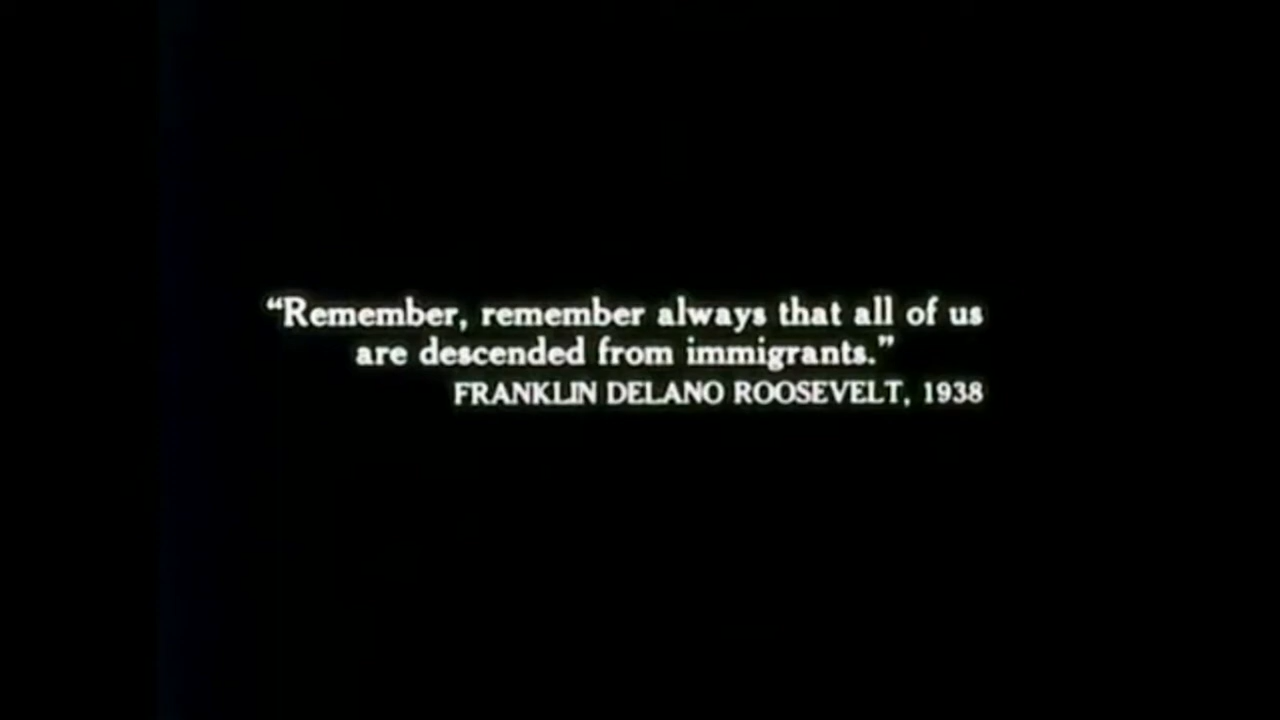 “Remember, remember always that all of us
are descended from immigrants.”
FRANKLIN DELANO ROOSEVELT, 1938